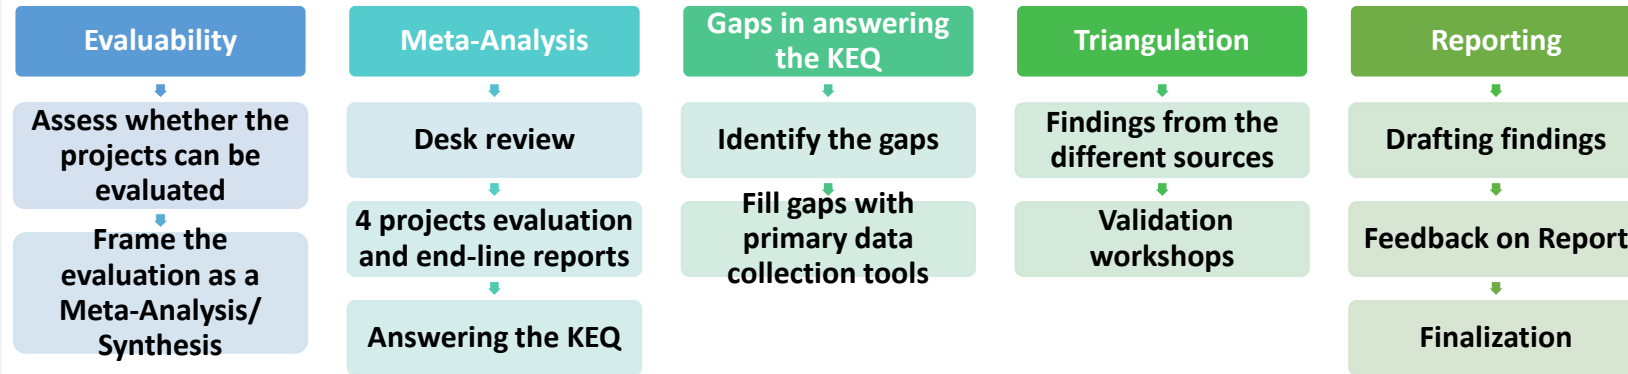 Evaluability
Assess whether the
projects can be
evaluated
Frame the
evaluation as a
Meta-Analysis/
Synthesis
Meta-Analysis
Desk review
4 projects evaluation
and end-line reports
Answering the KEQ
Gaps in answering
the KEQ
Identify the gaps
Fill gaps with
primary data
collection tools
Triangulation
Findings from the
different sources
Validation
workshops
Reporting
Drafting findings
Feedback on Report
Finalization